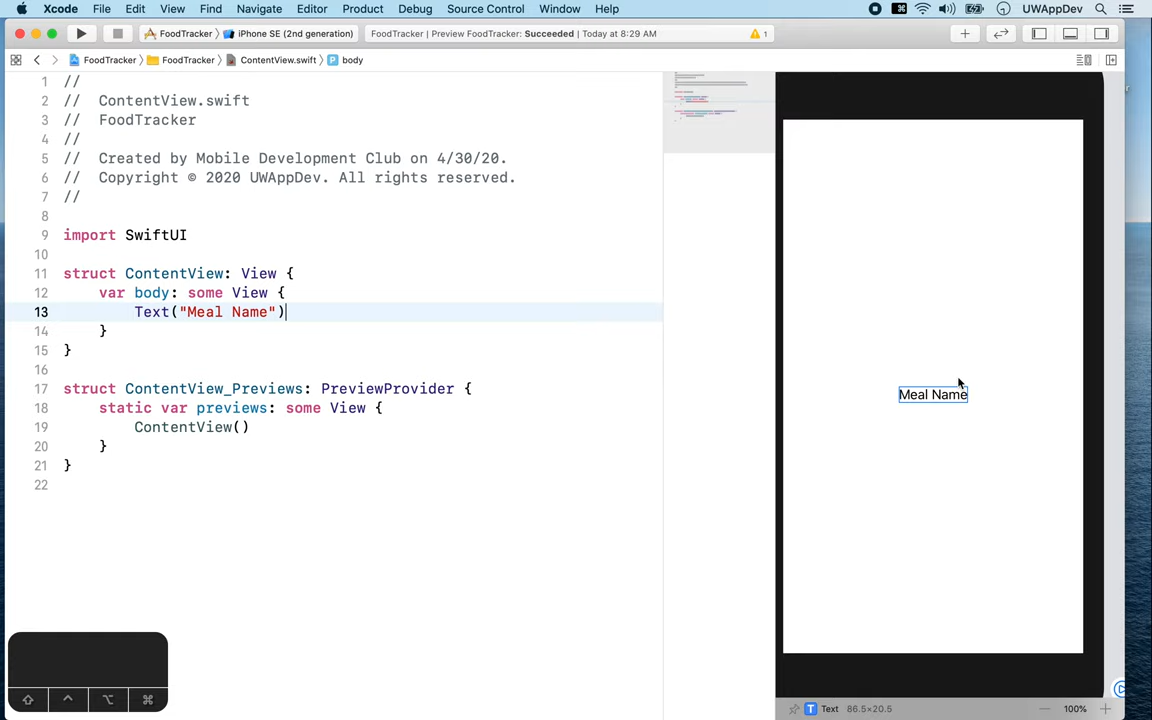 Xcode File Edit View Find Navigate Editor Product Debug Source Control Window Help UWAppDev
FoodTracker 〉 iPhone SE (2nd generation) FoodTracker | Preview FoodTracker: Succeeded | Today at 8:29 AM 1
FoodTracker 〉 FoodTracker 〉 ContentView.swift 〉 P body
1 //
2 //  ContentView.swift
3 //  FoodTracker
4 //
5 //  Created by Mobile Development Club on 4/30/20.
6 //  Copyright © 2020 UWAppDev. All rights reserved.
7 //
8
9 import SwiftUI
10
11 struct ContentView: View {
12     var body: some View {
13         Text("Meal Name")
14     }
15 }
16
17 struct ContentView_Previews: PreviewProvider {
18     static var previews: some View {
19         ContentView()
20     }
21 }
22
Meal Name
T Text 86.5×20.5 — 100% +